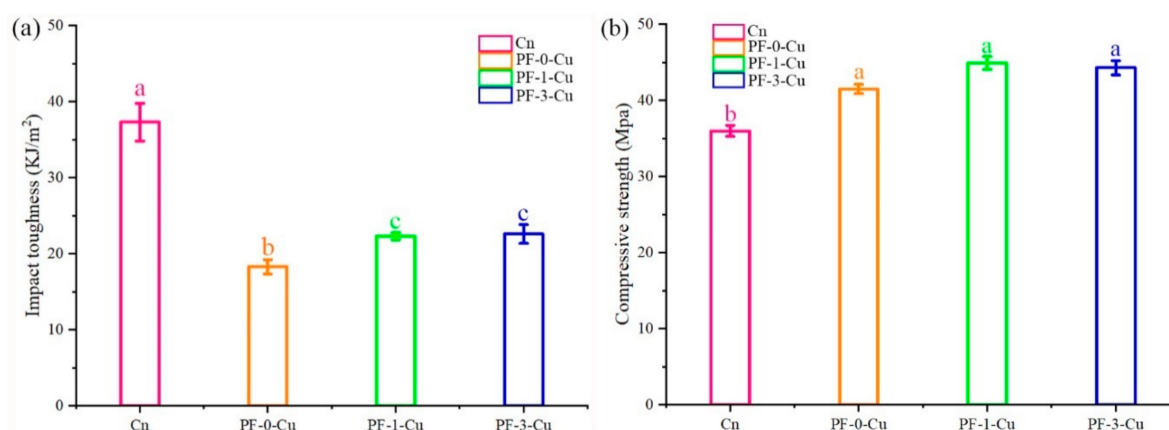 (a)
50
40
30
20
10
0
Impact toughness (KJ/m²)
Cn
PF-0-Cu
PF-1-Cu
PF-3-Cu
a
b
c
c
Cn
PF-0-Cu
PF-1-Cu
PF-3-Cu
(b)
50
40
30
20
10
0
Compressive strength (Mpa)
Cn
PF-0-Cu
PF-1-Cu
PF-3-Cu
b
a
a
a
Cn
PF-0-Cu
PF-1-Cu
PF-3-Cu